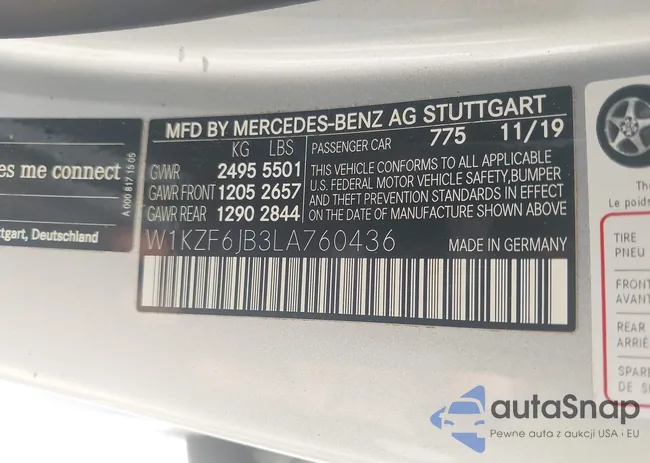 es me connect
A 000 817 15 05
ttgart, Deutschland
MFD BY MERCEDES-BENZ AG STUTTGART
KG LBS
PASSENGER CAR 775 11/19
GVWR 2495 5501
GAWR FRONT 1205 2657
GAWR REAR 1290 2844
THIS VEHICLE CONFORMS TO ALL APPLICABLE
U.S. FEDERAL MOTOR VEHICLE SAFETY,BUMPER
AND THEFT PREVENTION STANDARDS IN EFFECT
ON THE DATE OF MANUFACTURE SHOWN ABOVE
W1KZF6JB3LA760436
MADE IN GERMANY
The
Le poids
TIRE
PNEU
FRONT
AVANT
REAR
ARRIÈ
SPARE
DE S
autaSnap
Pewne auta z aukcji USA i EU